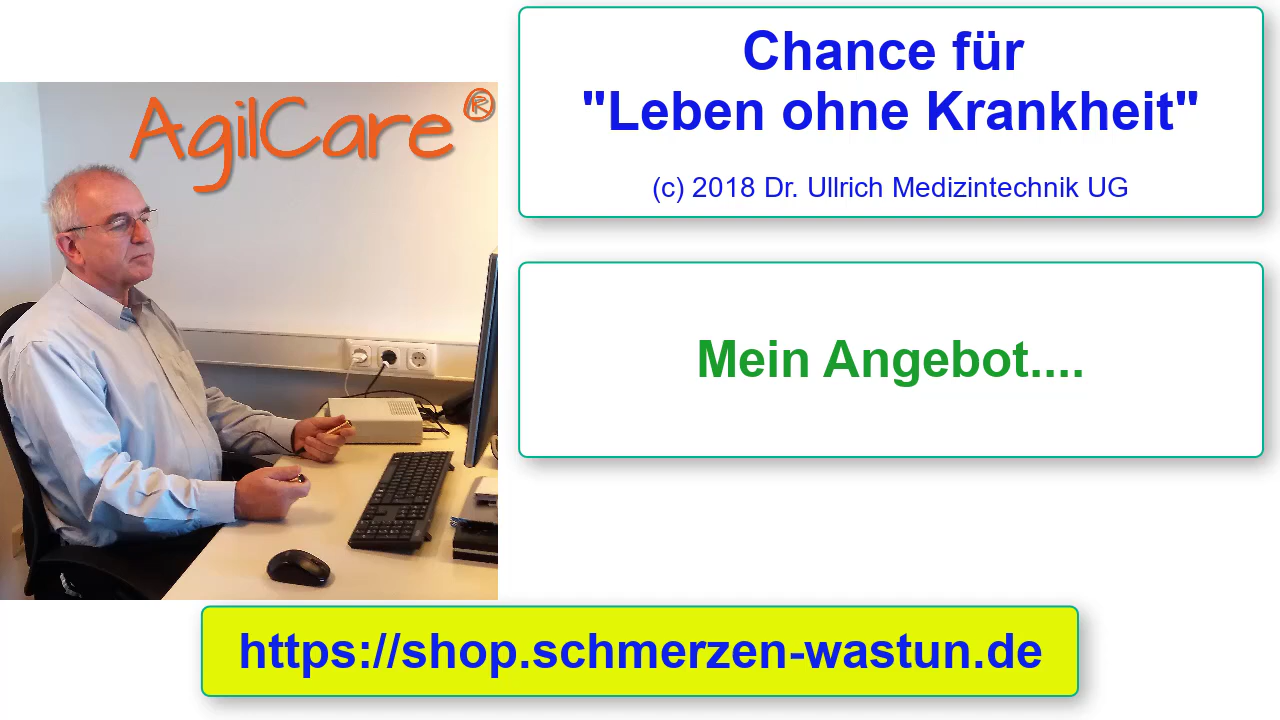 AgilCare®
Chance für
"Leben ohne Krankheit"
(c) 2018 Dr. Ullrich Medizintechnik UG
Mein Angebot....
https://shop.schmerzen-wastun.de